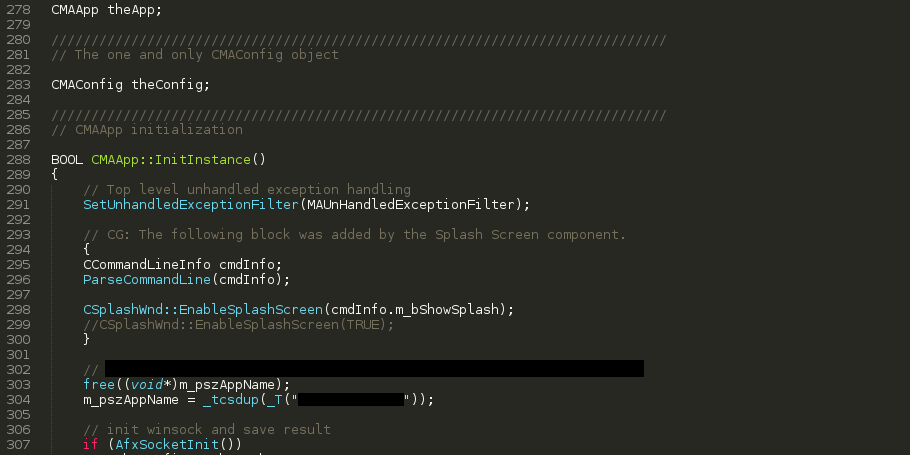 278 CMAApp theApp;
279
280 /////////////////////////////////////////////////////////////////////////////
281 // The one and only CMAConfig object
282
283 CMAConfig theConfig;
284
285 /////////////////////////////////////////////////////////////////////////////
286 // CMAApp initialization
287
288 BOOL CMAApp::InitInstance()
289 {
290     // Top level unhandled exception handling
291     SetUnhandledExceptionFilter(MAUnHandledExceptionFilter);
292
293     // CG: The following block was added by the Splash Screen component.
294     {
295     CCommandLineInfo cmdInfo;
296     ParseCommandLine(cmdInfo);
297
298     CSplashWnd::EnableSplashScreen(cmdInfo.m_bShowSplash);
299     //CSplashWnd::EnableSplashScreen(TRUE);
300     }
301
302     //
303     free((void*)m_pszAppName);
304     m_pszAppName = _tcsdup(_T(" "));
305
306     // init winsock and save result
307     if (AfxSocketInit())